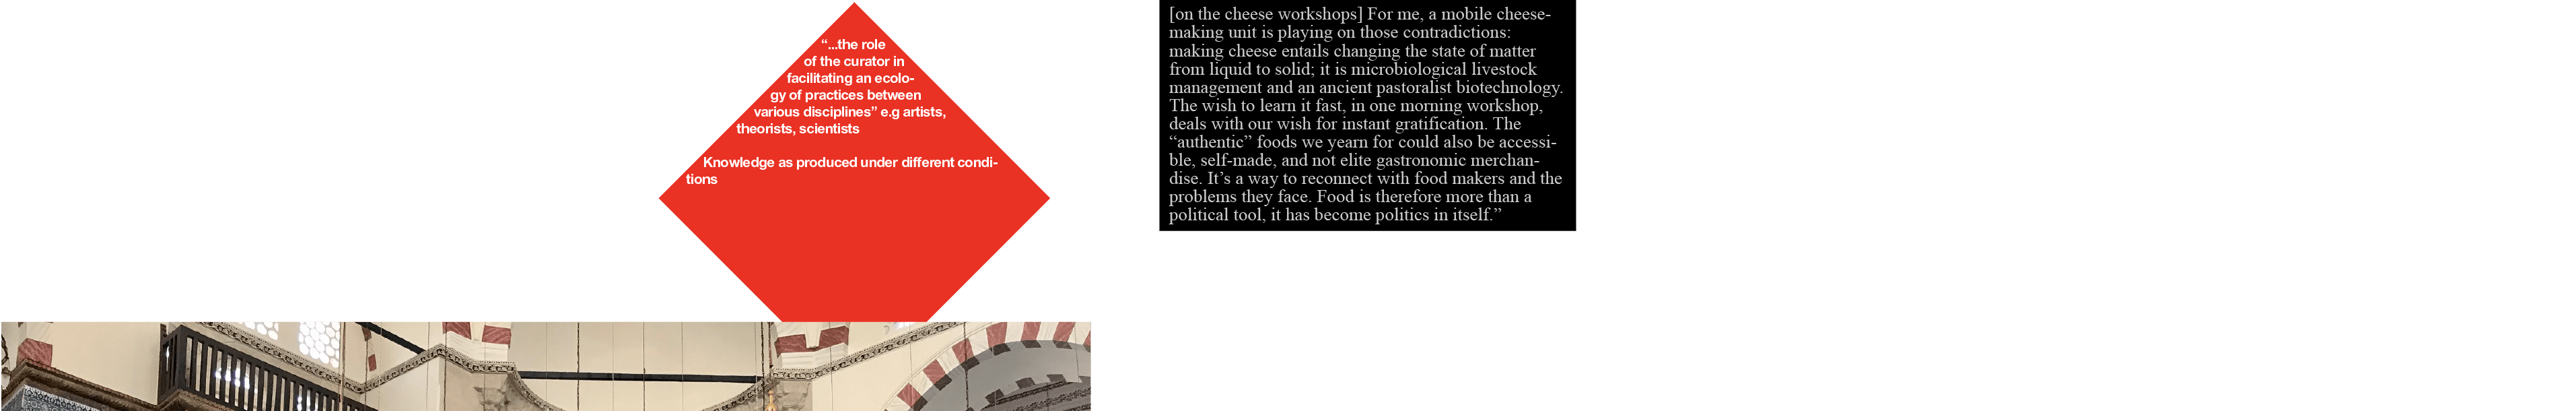 “...the role
of the curator in
facilitating an ecolo-
gy of practices between
various disciplines” e.g artists,
theorists, scientists
Knowledge as produced under different condi-
tions
[on the cheese workshops] For me, a mobile cheese-
making unit is playing on those contradictions:
making cheese entails changing the state of matter
from liquid to solid; it is microbiological livestock
management and an ancient pastoralist biotechnology.
The wish to learn it fast, in one morning workshop,
deals with our wish for instant gratification. The
“authentic” foods we yearn for could also be accessi-
ble, self-made, and not elite gastronomic merchan-
dise. It’s a way to reconnect with food makers and the
problems they face. Food is therefore more than a
political tool, it has become politics in itself.”